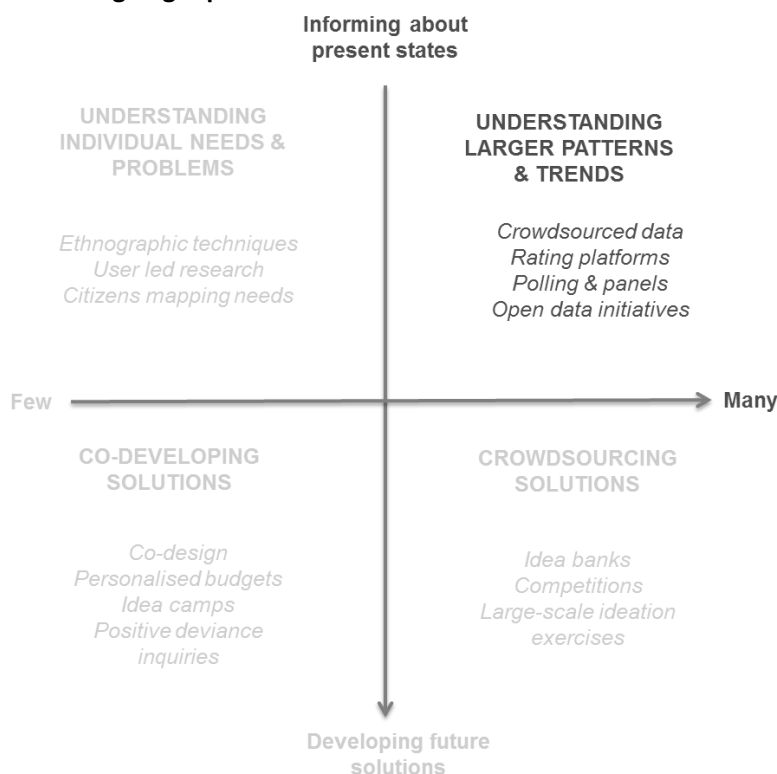 Informing about
present states
UNDERSTANDING
INDIVIDUAL NEEDS &
PROBLEMS
Ethnographic techniques
User led research
Citizens mapping needs
UNDERSTANDING
LARGER PATTERNS
& TRENDS
Crowdsourced data
Rating platforms
Polling & panels
Open data initiatives
Few
Many
CO-DEVELOPING
SOLUTIONS
Co-design
Personalised budgets
Idea camps
Positive deviance
inquiries
CROWDSOURCING
SOLUTIONS
Idea banks
Competitions
Large-scale ideation
exercises
Developing future
solutions